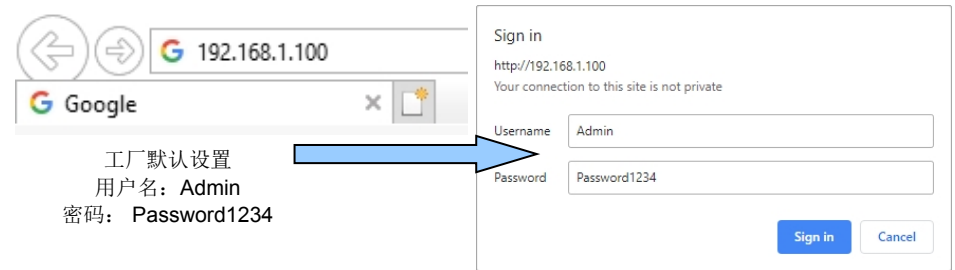 192.168.1.100
Google
工厂默认设置
用户名：Admin
密码： Password1234
Sign in
http://192.168.1.100
Your connection to this site is not private
Username Admin
Password Password1234
Sign in Cancel